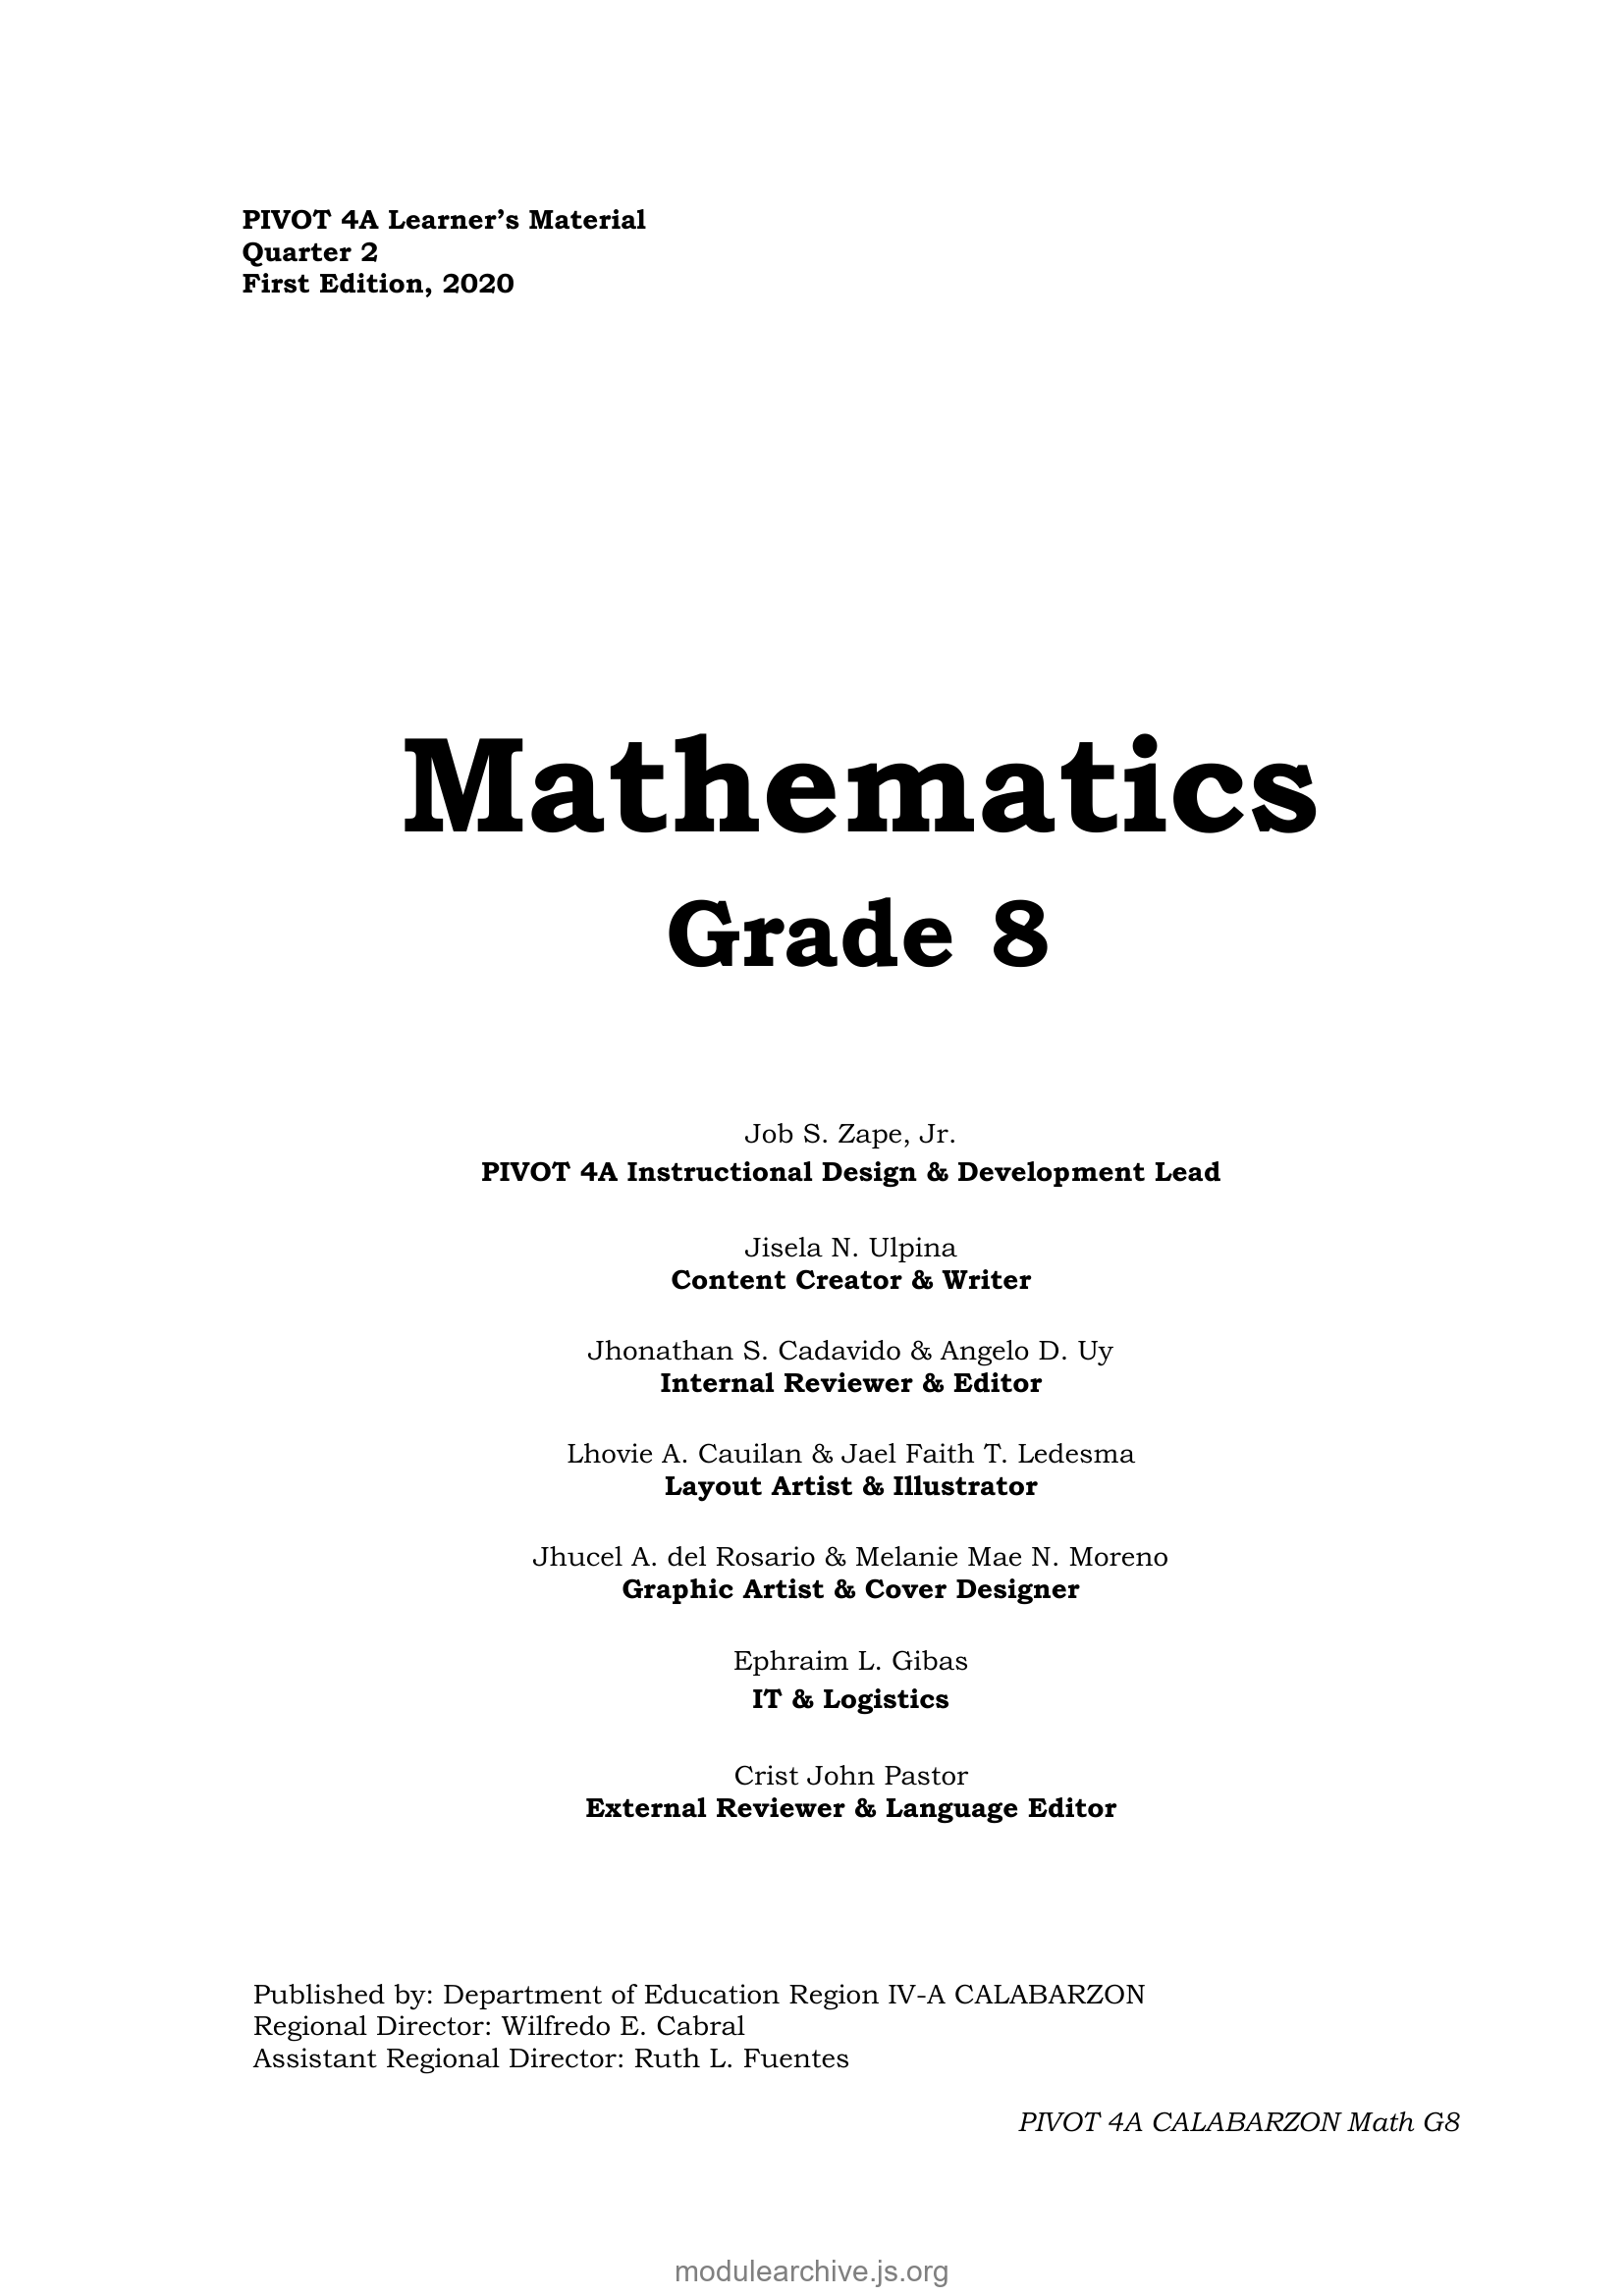 PIVOT 4A Learner’s Material
Quarter 2
First Edition, 2020
Mathematics
Grade 8
Job S. Zape, Jr.
PIVOT 4A Instructional Design & Development Lead
Jisela N. Ulpina
Content Creator & Writer
Jhonathan S. Cadavido & Angelo D. Uy
Internal Reviewer & Editor
Lhovie A. Cauilan & Jael Faith T. Ledesma
Layout Artist & Illustrator
Jhucel A. del Rosario & Melanie Mae N. Moreno
Graphic Artist & Cover Designer
Ephraim L. Gibas
IT & Logistics
Crist John Pastor
External Reviewer & Language Editor
Published by: Department of Education Region IV-A CALABARZON
Regional Director: Wilfredo E. Cabral
Assistant Regional Director: Ruth L. Fuentes
PIVOT 4A CALABARZON Math G8
modulearchive.js.org